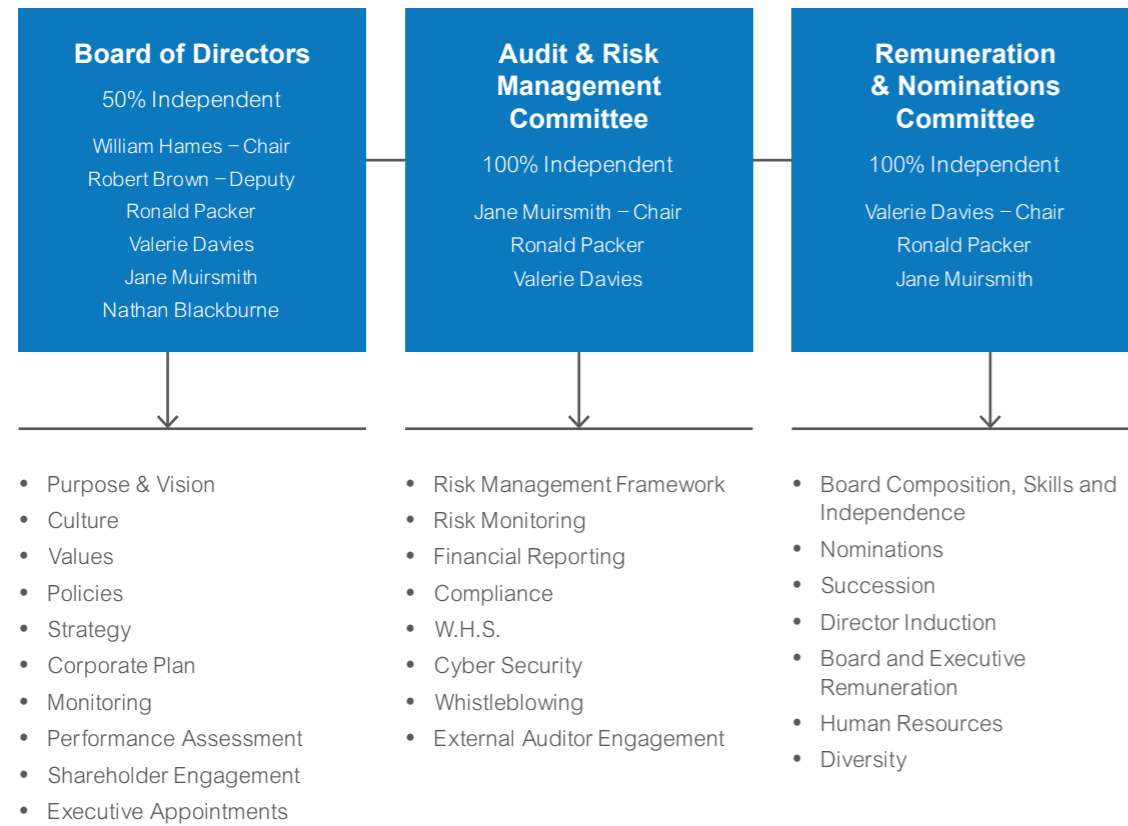 Board of Directors
50% Independent
William Hames – Chair
Robert Brown – Deputy
Ronald Packer
Valerie Davies
Jane Muirsmith
Nathan Blackburne
Audit & Risk
Management
Committee
100% Independent
Jane Muirsmith – Chair
Ronald Packer
Valerie Davies
Remuneration
& Nominations
Committee
100% Independent
Valerie Davies – Chair
Ronald Packer
Jane Muirsmith
• Purpose & Vision
• Culture
• Values
• Policies
• Strategy
• Corporate Plan
• Monitoring
• Performance Assessment
• Shareholder Engagement
• Executive Appointments
• Risk Management Framework
• Risk Monitoring
• Financial Reporting
• Compliance
• W.H.S.
• Cyber Security
• Whistleblowing
• External Auditor Engagement
• Board Composition, Skills and
Independence
• Nominations
• Succession
• Director Induction
• Board and Executive
Remuneration
• Human Resources
• Diversity